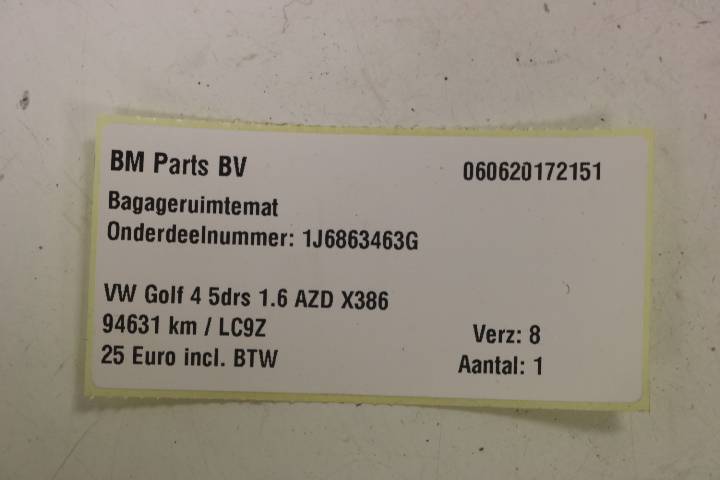 BM Parts BV 060620172151
Bagageruimtemat
Onderdeelnummer: 1J6863463G
VW Golf 4 5drs 1.6 AZD X386
94631 km / LC9Z Verz: 8
25 Euro incl. BTW Aantal: 1